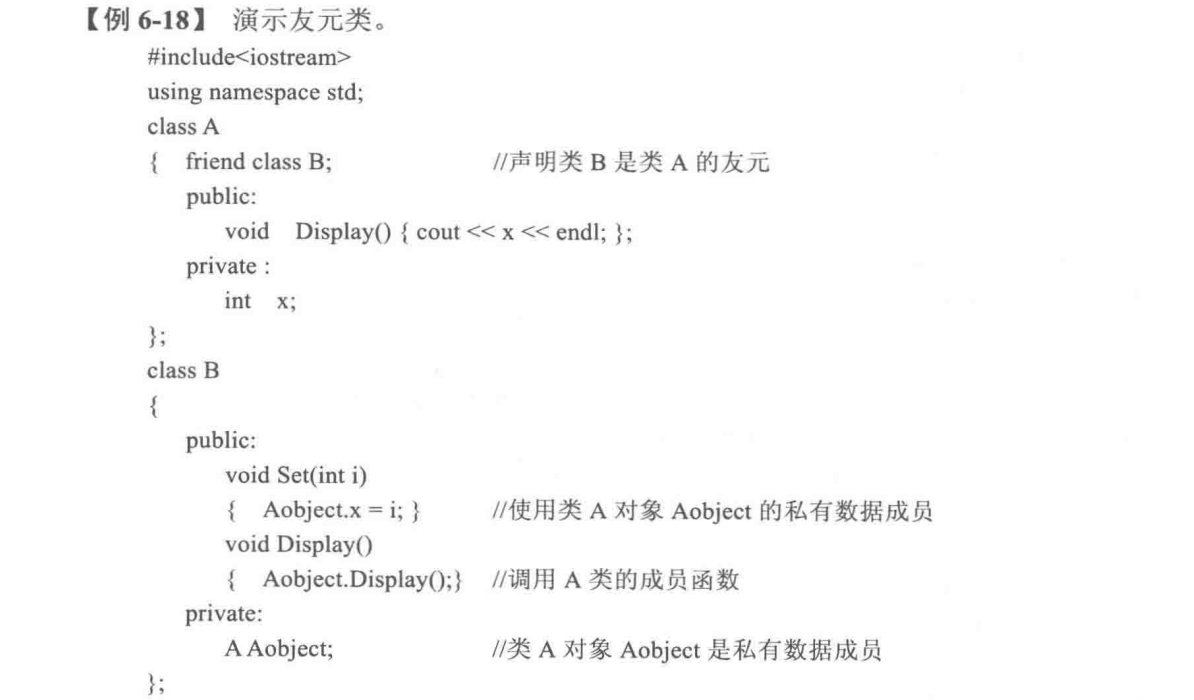 【例 6-18】 演示友元类。
#include<iostream>
using namespace std;
class A
{ friend class B; //声明类 B 是类 A 的友元
public:
void Display() { cout << x << endl; };
private :
int x;
};
class B
{
public:
void Set(int i)
{ Aobject.x = i; } //使用类 A 对象 Aobject 的私有数据成员
void Display()
{ Aobject.Display();} //调用 A 类的成员函数
private:
A Aobject; //类 A 对象 Aobject 是私有数据成员
};